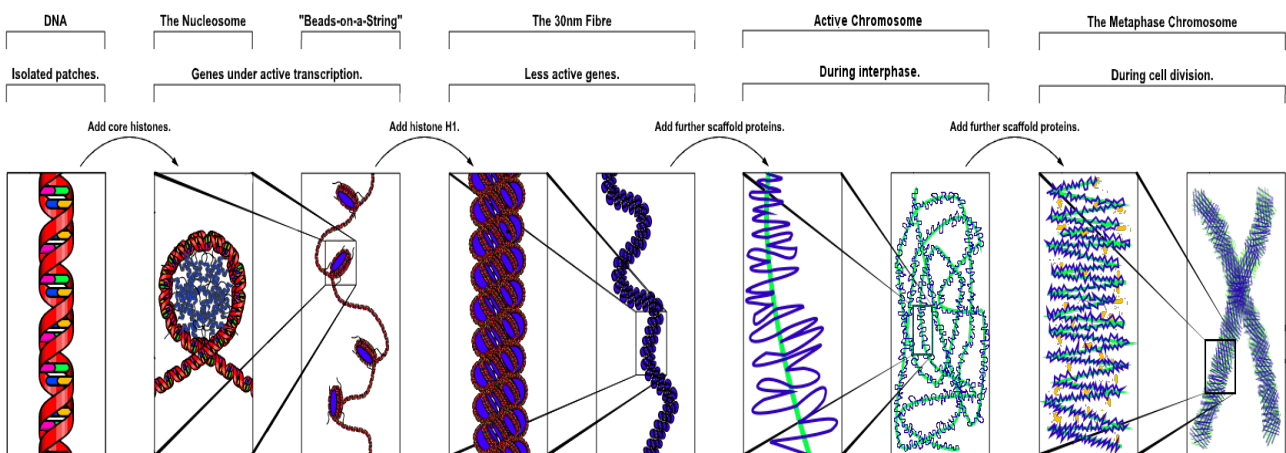 DNA
The Nucleosome
"Beads-on-a-String"
The 30nm Fibre
Active Chromosome
The Metaphase Chromosome
Isolated patches.
Genes under active transcription.
Less active genes.
During interphase.
During cell division.
Add core histones.
Add histone H1.
Add further scaffold proteins.
Add further scaffold proteins.